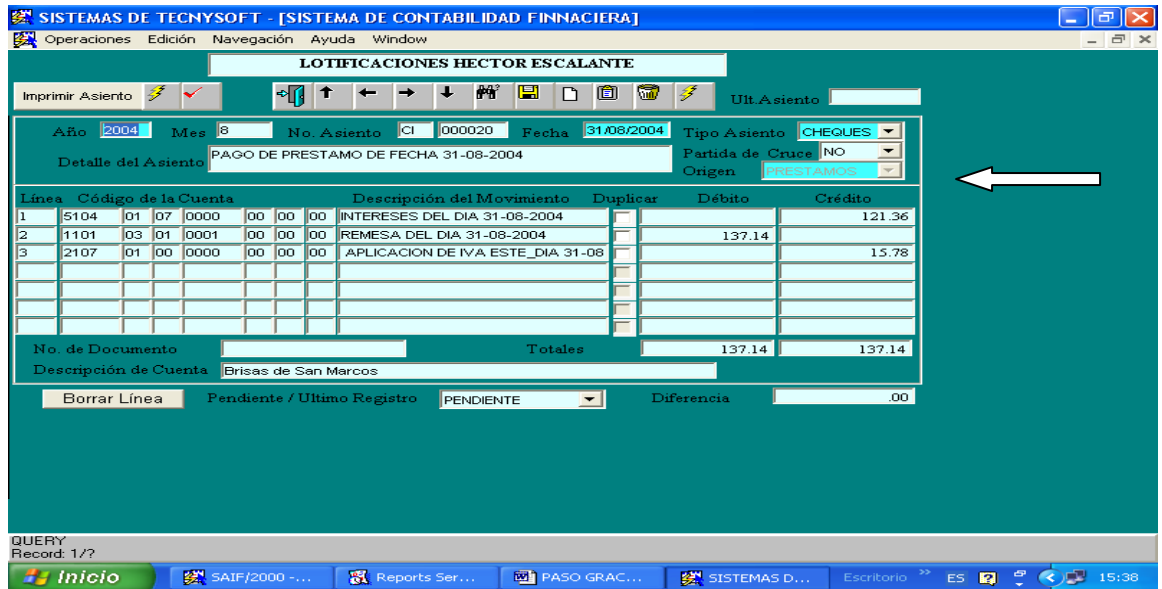 SISTEMAS DE TECNYSOFT - [SISTEMA DE CONTABILIDAD FINNACIERA]
Operaciones Edición Navegación Ayuda Window
LOTIFICACIONES HECTOR ESCALANTE
Imprimir Asiento Ult.Asiento
Año 2004 Mes 8 No. Asiento CI 000020 Fecha 31/08/2004 Tipo Asiento CHEQUES
Detalle del Asiento PAGO DE PRESTAMO DE FECHA 31-08-2004 Partida de Cruce NO
Origen PRESTAMOS
Línea Código de la Cuenta Descripción del Movimiento Duplicar Débito Crédito
1 5104 01 07 0000 00 00 00 INTERESES DEL DIA 31-08-2004 121.36
2 1101 03 01 0001 00 00 00 REMESA DEL DIA 31-08-2004 137.14
3 2107 01 00 0000 00 00 00 APLICACION DE IVA ESTE_DIA 31-08 15.78
No. de Documento Totales 137.14 137.14
Descripción de Cuenta Brisas de San Marcos
Borrar Línea Pendiente / Ultimo Registro PENDIENTE Diferencia .00
QUERY
Record: 1/?
Inicio SAIF/2000 -... Reports Ser... PASO GRAC... SISTEMAS D... Escritorio » ES 15:38